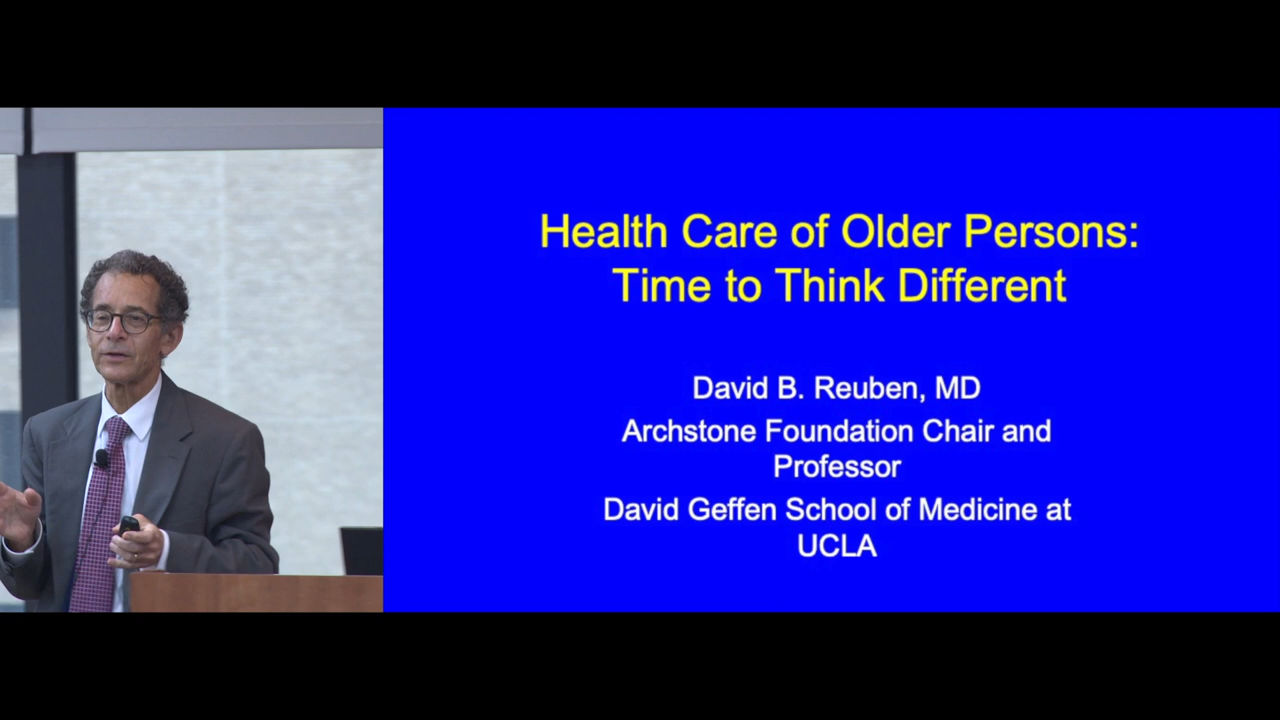 Health Care of Older Persons:
Time to Think Different
David B. Reuben, MD
Archstone Foundation Chair and
Professor
David Geffen School of Medicine at
UCLA